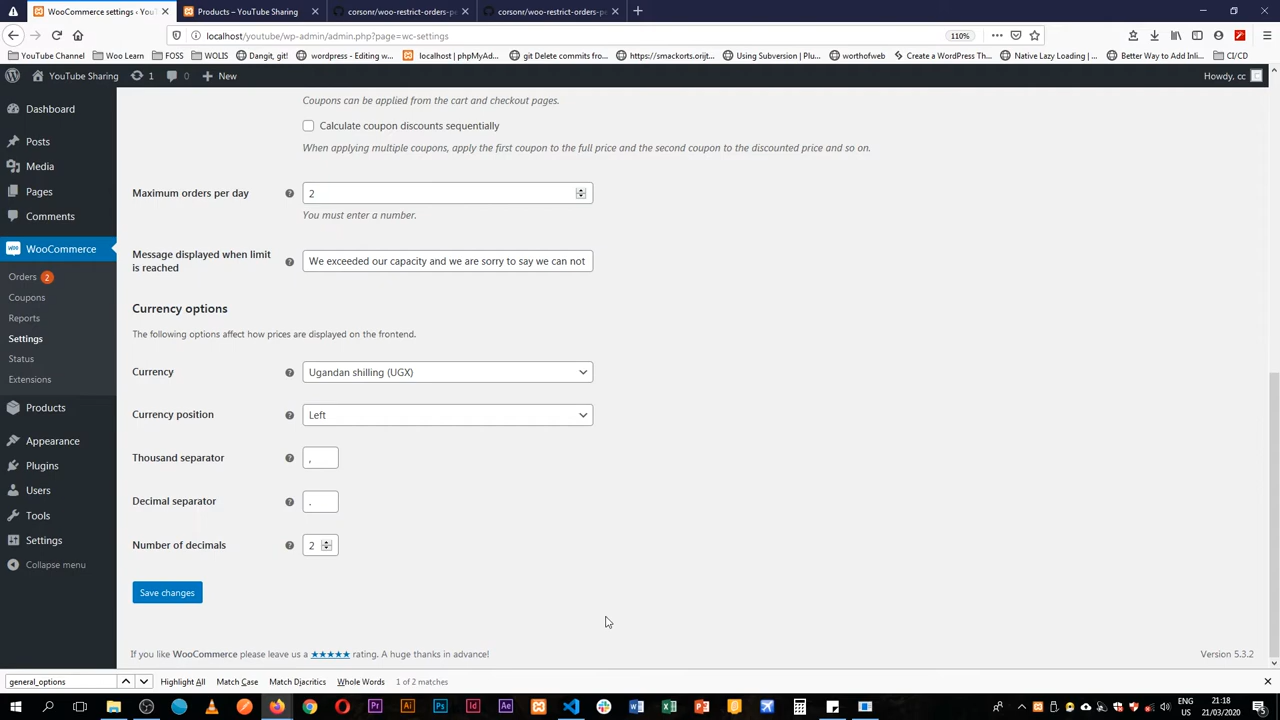 WooCommerce settings ‹ YouT
Products – YouTube Sharing
corsonr/woo-restrict-orders-pe
corsonr/woo-restrict-orders-pe
localhost/youtube/wp-admin/admin.php?page=wc-settings
110%
YouTube Channel
Woo Learn
FOSS
WOLIS
Dangit, git!
wordpress - Editing w
localhost | phpMyAd
git Delete commits fro
https://smackorts.orijt
Using Subversion | Plu
worthofweb
Create a WordPress Th
Native Lazy Loading
Better Way to Add Inli
CI/CD
YouTube Sharing
1
0
New
Howdy, cc
Dashboard
Posts
Media
Pages
Comments
WooCommerce
Orders 2
Coupons
Reports
Settings
Status
Extensions
Products
Appearance
Plugins
Users
Tools
Settings
Collapse menu
Coupons can be applied from the cart and checkout pages.
Calculate coupon discounts sequentially
When applying multiple coupons, apply the first coupon to the full price and the second coupon to the discounted price and so on.
Maximum orders per day
2
You must enter a number.
Message displayed when limit
is reached
We exceeded our capacity and we are sorry to say we can not
Currency options
The following options affect how prices are displayed on the frontend.
Currency
Ugandan shilling (UGX)
Currency position
Left
Thousand separator
,
Decimal separator
.
Number of decimals
2
Save changes
If you like WooCommerce please leave us a ★★★★★ rating. A huge thanks in advance!
Version 5.3.2
general_options
Highlight All
Match Case
Match Diacritics
Whole Words
1 of 2 matches
ENG
US
21:18
21/03/2020